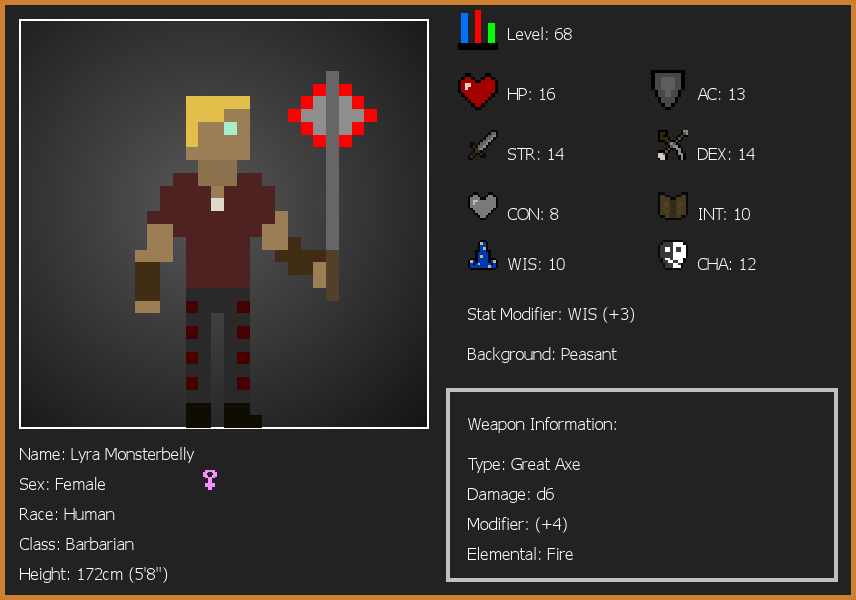 Level: 68
HP: 16
AC: 13
STR: 14
DEX: 14
CON: 8
INT: 10
WIS: 10
CHA: 12
Stat Modifier: WIS (+3)
Background: Peasant
Weapon Information:
Type: Great Axe
Damage: d6
Modifier: (+4)
Elemental: Fire
Name: Lyra Monsterbelly
Sex: Female
Race: Human
Class: Barbarian
Height: 172cm (5'8")